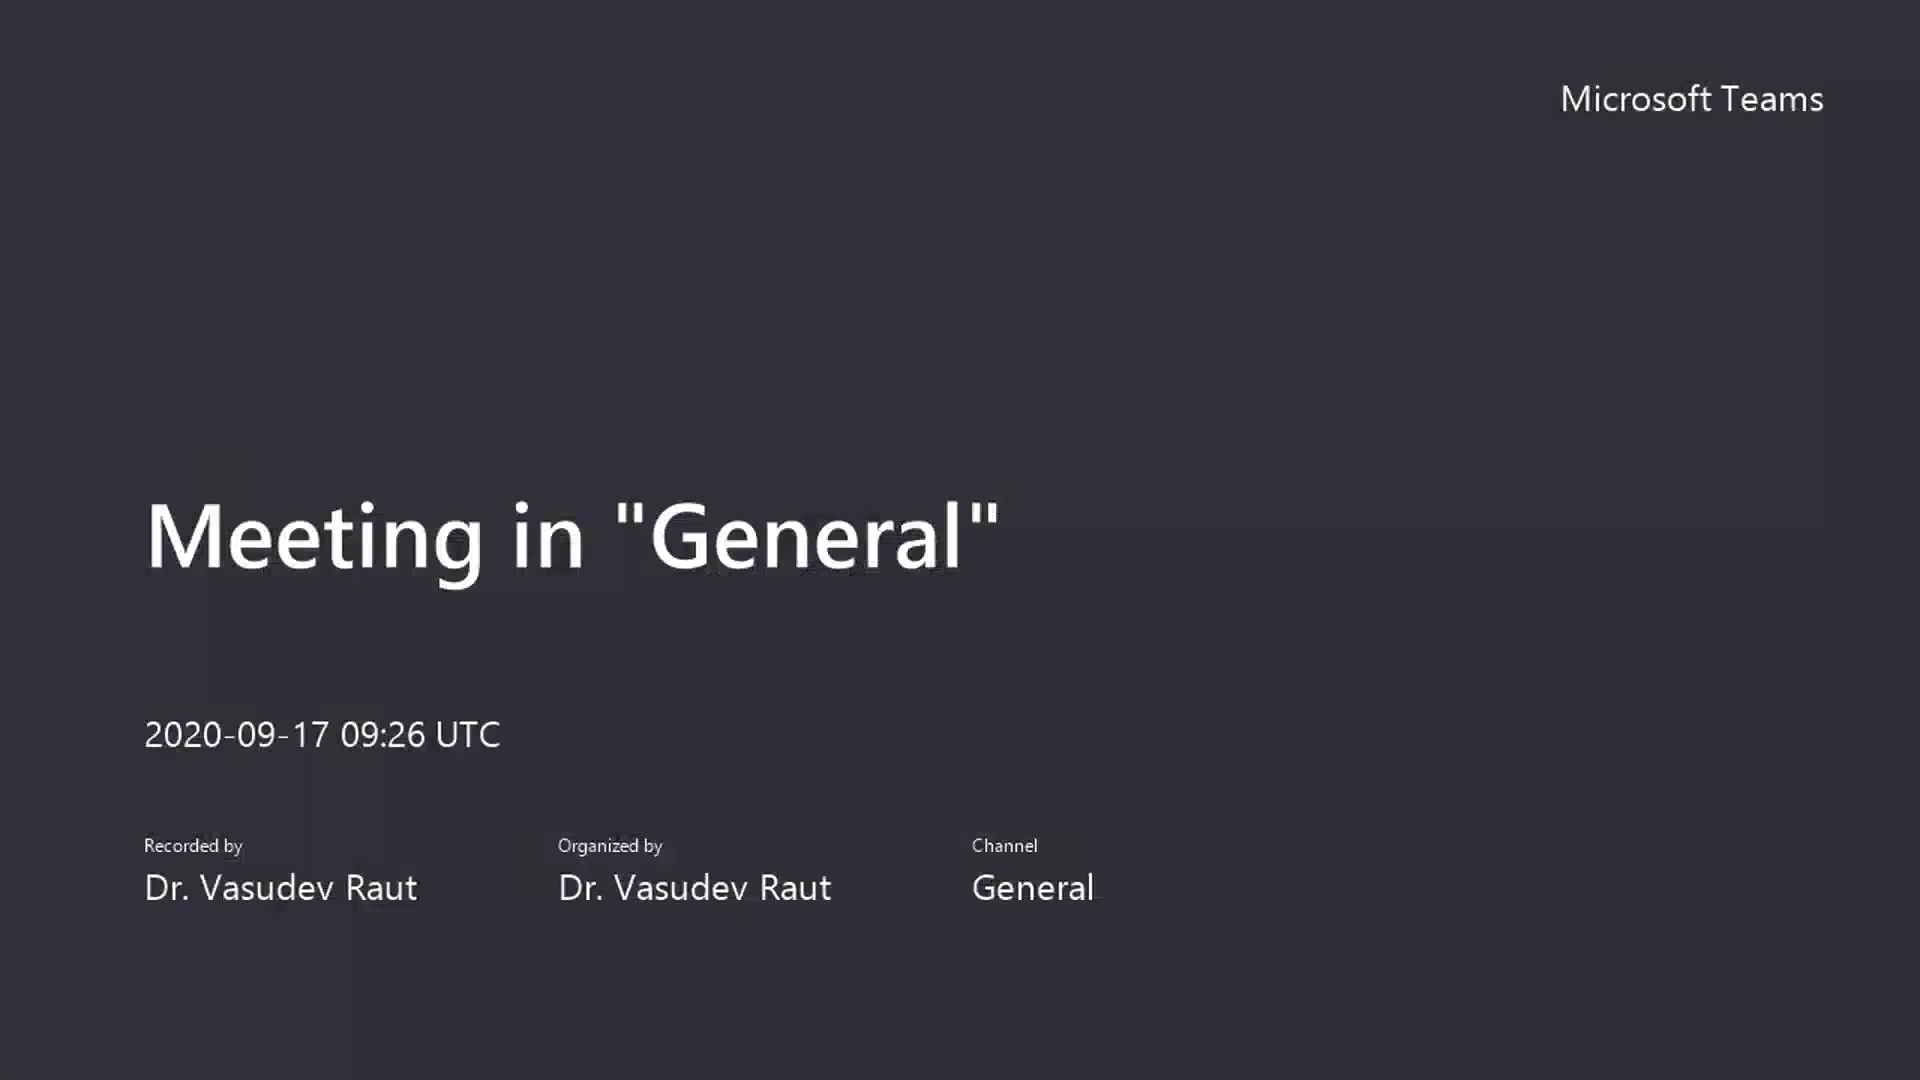 Microsoft Teams
Meeting in "General"
2020-09-17 09:26 UTC
Recorded by
Dr. Vasudev Raut
Organized by
Dr. Vasudev Raut
Channel
General